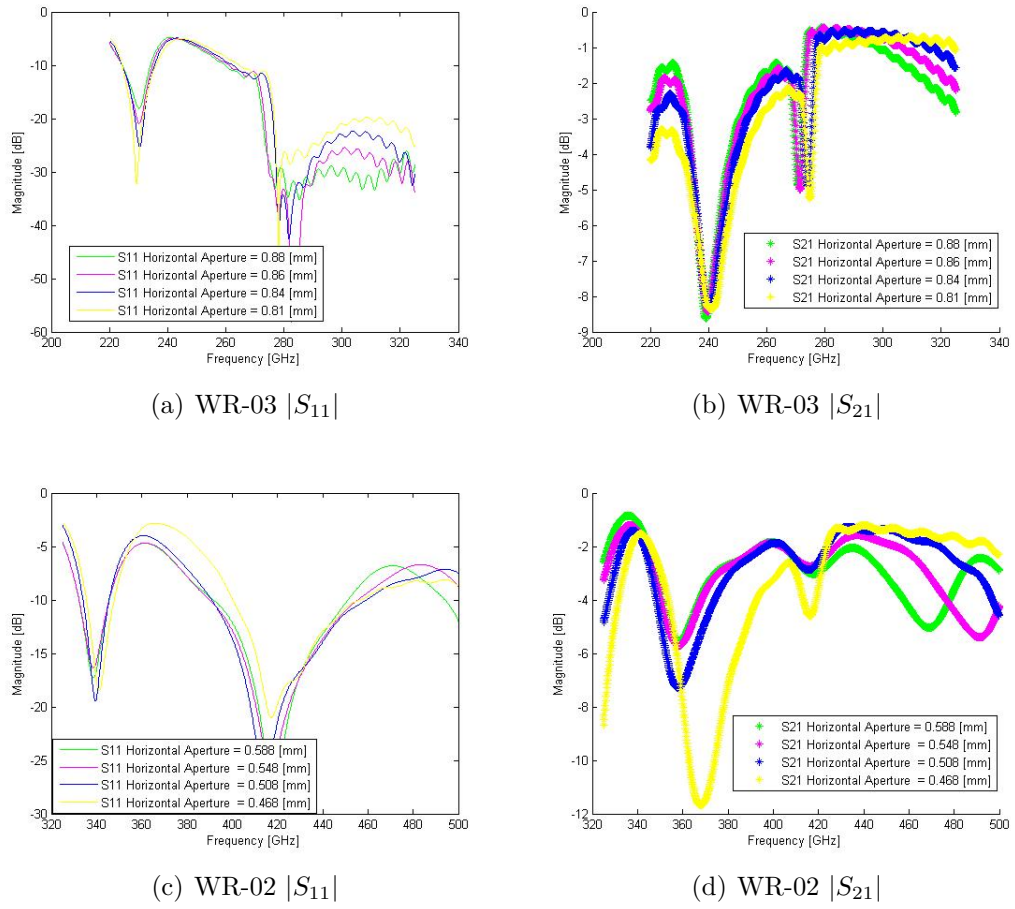 0
-10
-20
-30
-40
-50
-60
200 220 240 260 280 300 320 340
Magnitude [dB]
Frequency [GHz]
S11 Horizontal Aperture = 0.88 [mm]
S11 Horizontal Aperture = 0.86 [mm]
S11 Horizontal Aperture = 0.84 [mm]
S11 Horizontal Aperture = 0.81 [mm]
(a) WR-03 |S11|
0
-1
-2
-3
-4
-5
-6
-7
-8
-9
200 220 240 260 280 300 320 340
Magnitude [dB]
Frequency [GHz]
S21 Horizontal Aperture = 0.88 [mm]
S21 Horizontal Aperture = 0.86 [mm]
S21 Horizontal Aperture = 0.84 [mm]
S21 Horizontal Aperture = 0.81 [mm]
(b) WR-03 |S21|
0
-5
-10
-15
-20
-25
-30
320 340 360 380 400 420 440 460 480 500
Magnitude [dB]
Frequency [GHz]
S11 Horizontal Aperture = 0.588 [mm]
S11 Horizontal Aperture = 0.548 [mm]
S11 Horizontal Aperture = 0.508 [mm]
S11 Horizontal Aperture = 0.468 [mm]
(c) WR-02 |S11|
0
-2
-4
-6
-8
-10
-12
320 340 360 380 400 420 440 460 480 500
Magnitude [dB]
Frequency [GHz]
S21 Horizontal Aperture = 0.588 [mm]
S21 Horizontal Aperture = 0.548 [mm]
S21 Horizontal Aperture = 0.508 [mm]
S21 Horizontal Aperture = 0.468 [mm]
(d) WR-02 |S21|